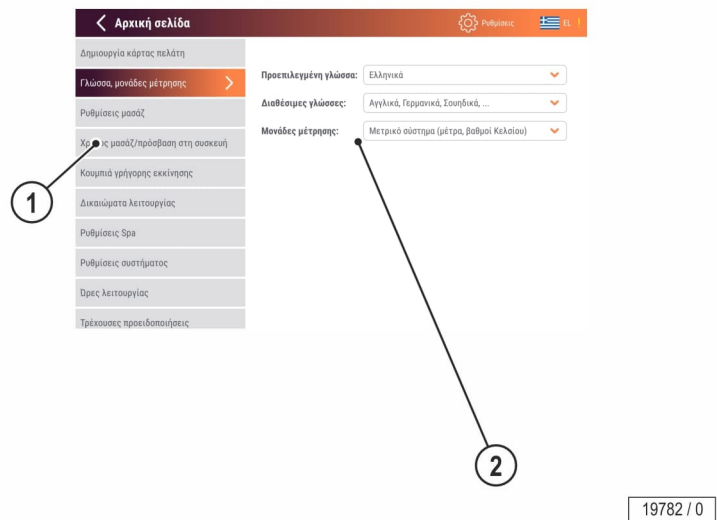 Αρχική σελίδα
Ρυθμίσεις
EL !
Δημιουργία κάρτας πελάτη
Γλώσσα, μονάδες μέτρησης
Ρυθμίσεις μασάζ
μασάζ/πρόσβαση στη συσκευή
Κουμπιά γρήγορης εκκίνησης
Δικαιώματα λειτουργίας
Ρυθμίσεις Spa
Ρυθμίσεις συστήματος
Ώρες λειτουργίας
Τρέχουσες προειδοποιήσεις
Προεπιλεγμένη γλώσσα: Ελληνικά
Διαθέσιμες γλώσσες: Αγγλικά, Γερμανικά, Σουηδικά, ...
Μονάδες μέτρησης: Μετρικό σύστημα (μέτρα, βαθμοί Κελσίου)
1
2
19782 / 0